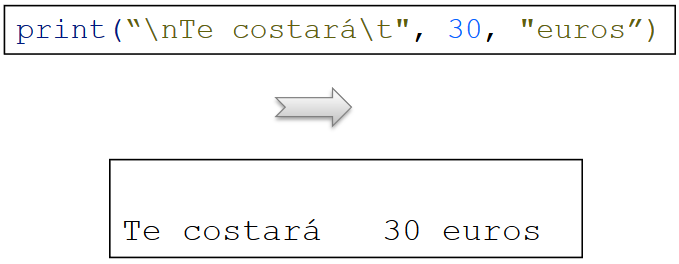 print(“\nTe costará\t", 30, "euros”)
Te costará   30 euros